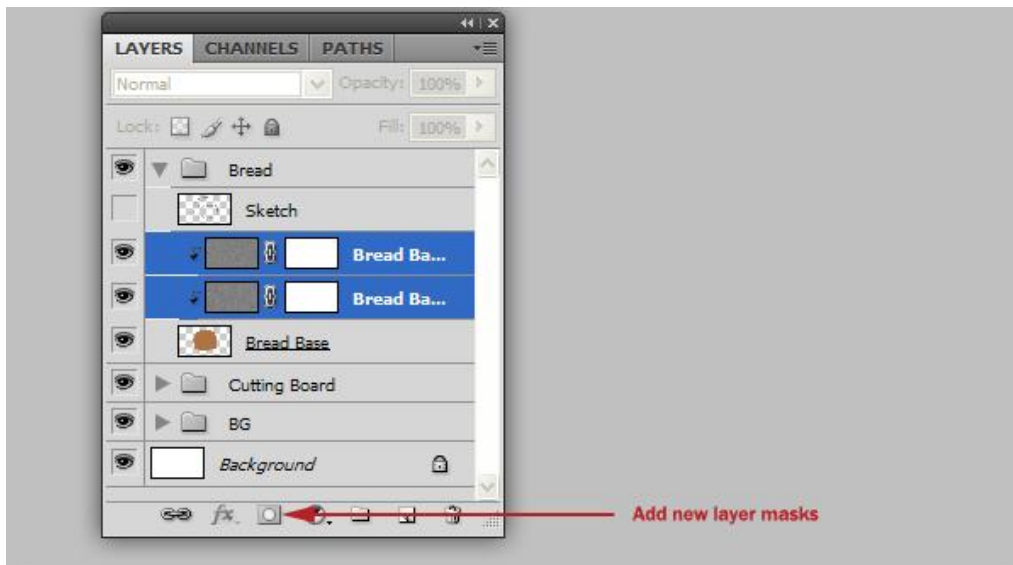 LAYERS CHANNELS PATHS
Normal Opacity: 100%
Lock: Fill: 100%
Bread
Sketch
Bread Ba...
Bread Ba...
Bread Base
Cutting Board
BG
Background
fx. Add new layer masks